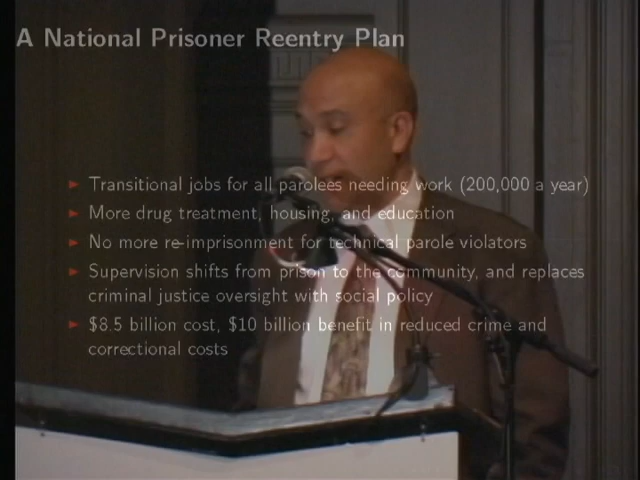 A National Prisoner Reentry Plan
Transitional jobs for all parolees needing work (200,000 a year)
More drug treatment, housing, and education
No more re-imprisonment for technical parole violators
Supervision shifts from prison to the community, and replaces
criminal justice oversight with social policy
$8.5 billion cost, $10 billion benefit in reduced crime and
correctional costs